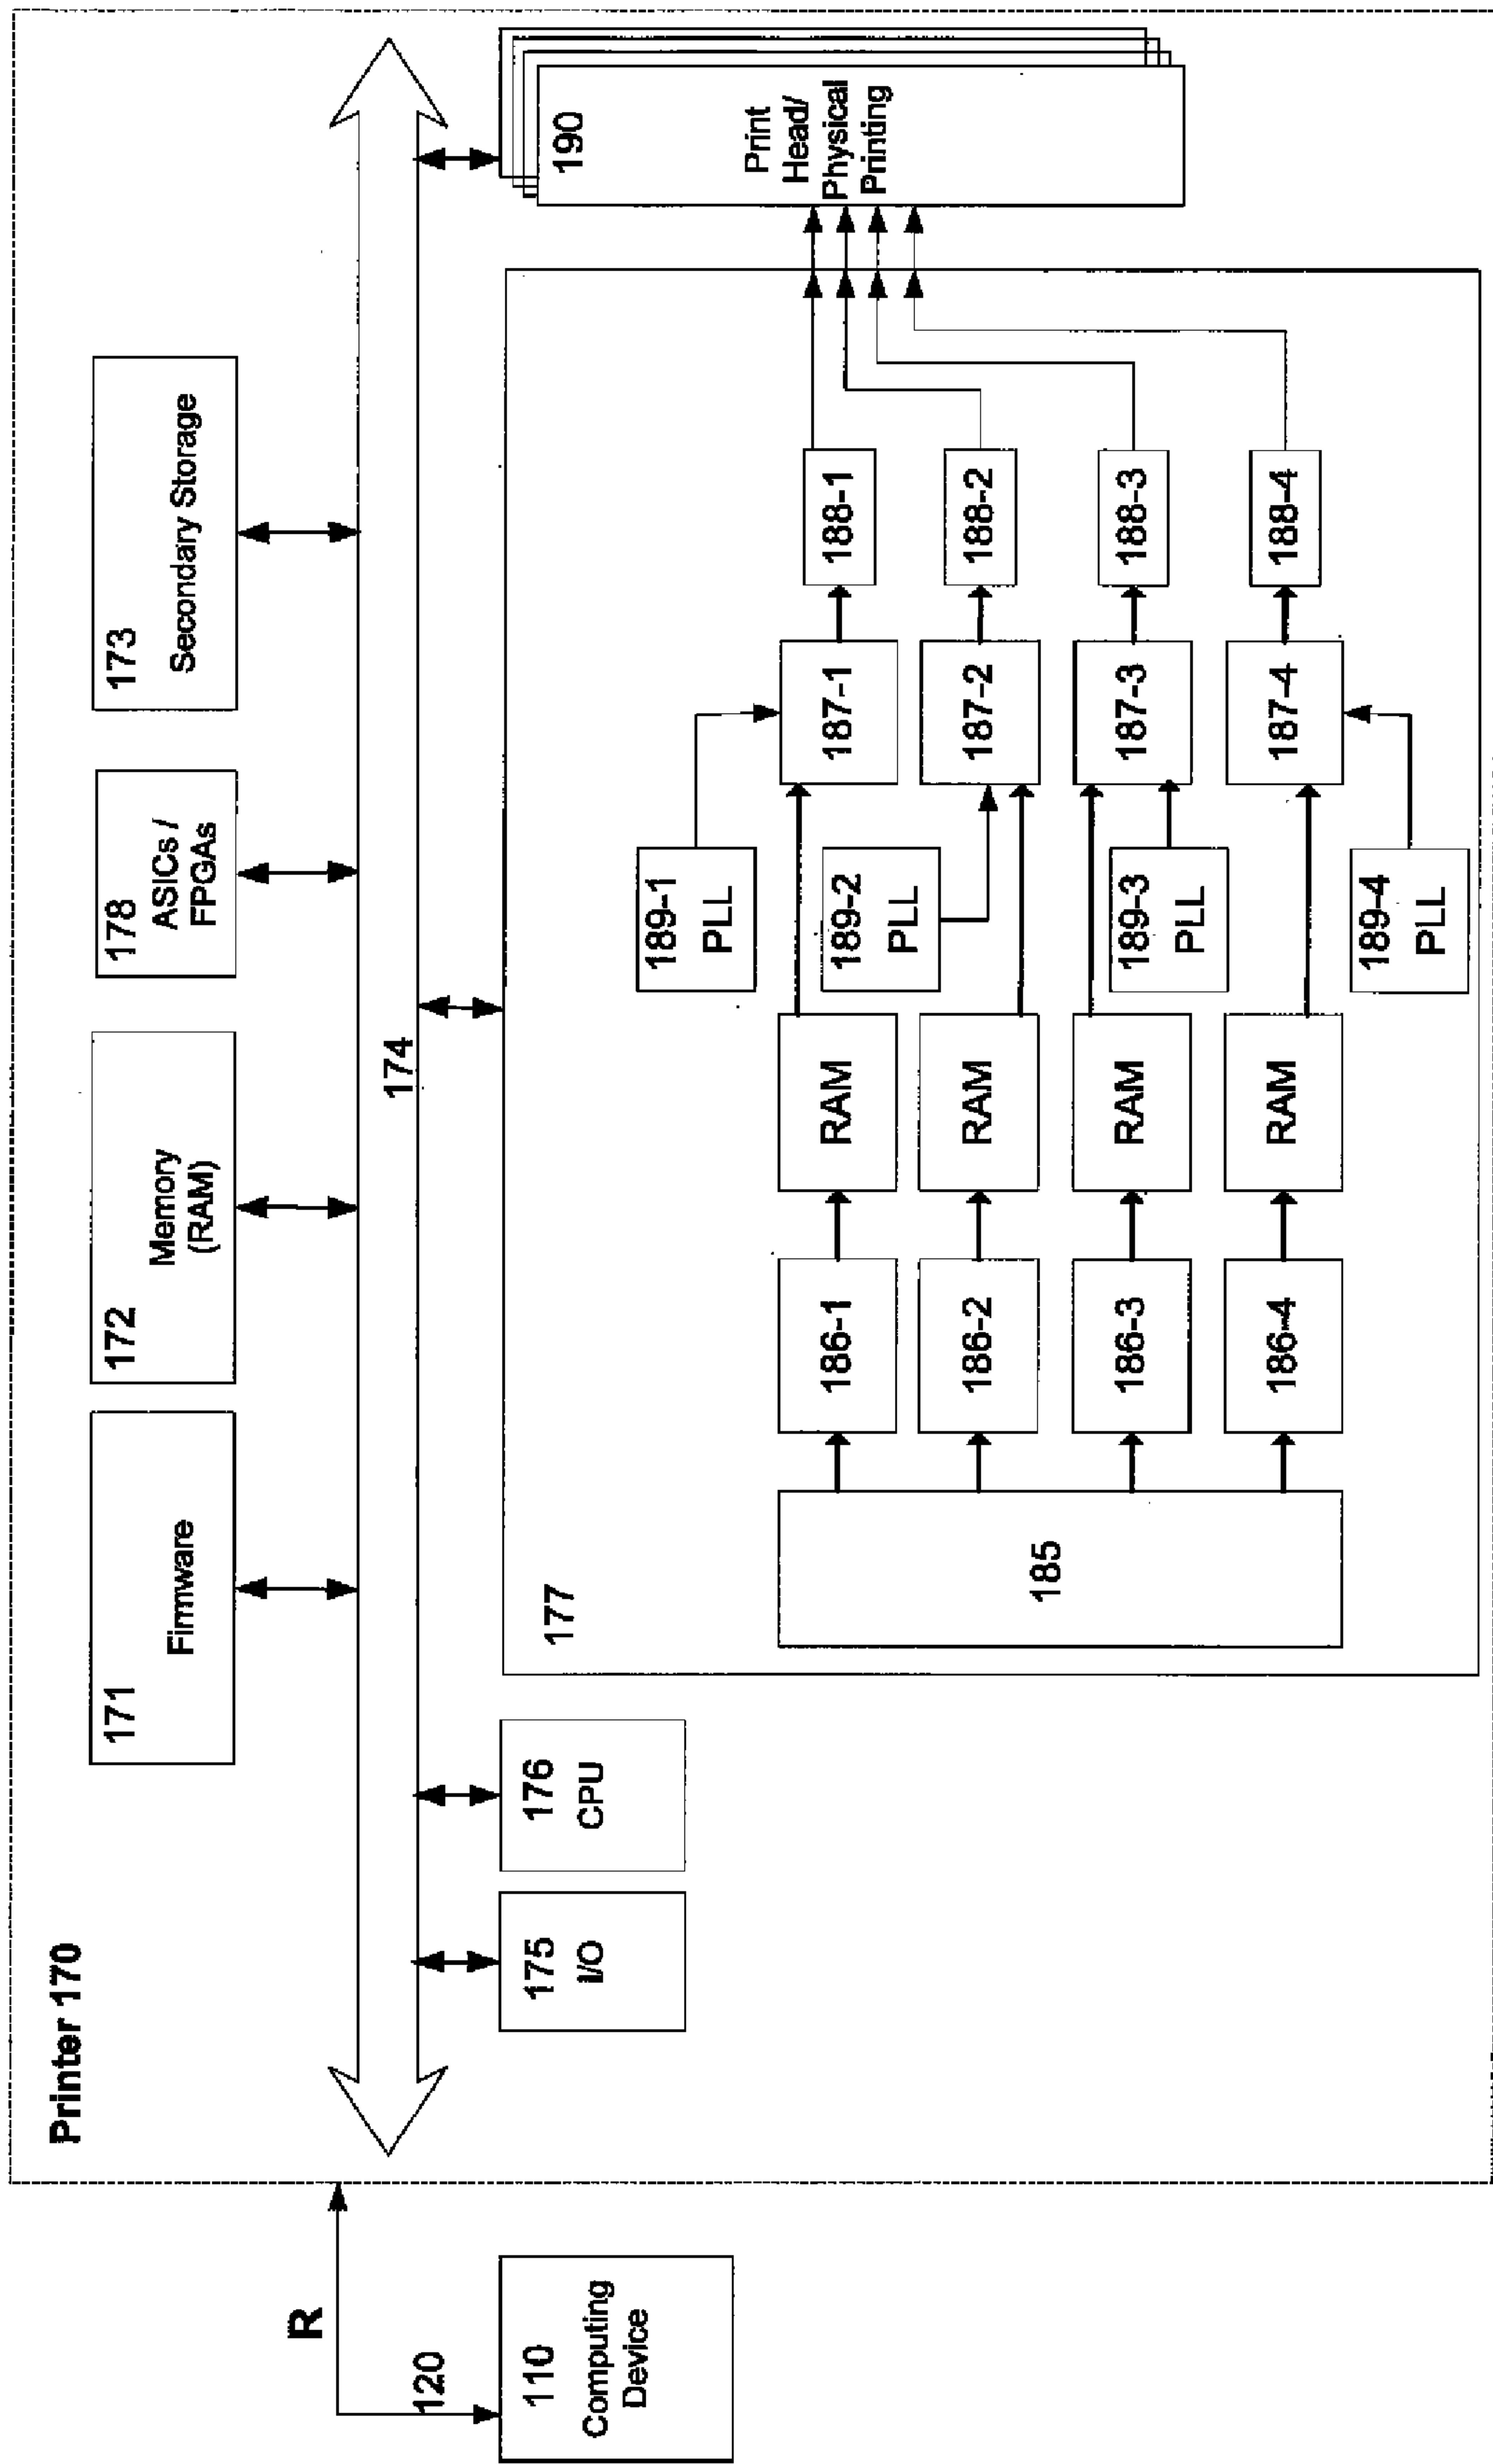 Printer 170
171
Firmware
172
Memory
(RAM)
178
ASICs /
FPGAs
173
Secondary Storage
R
120
174
110
Computing
Device
175
I/O
176
CPU
177
185
186-1
RAM
189-1
PLL
187-1
188-1
186-2
RAM
189-2
PLL
187-2
188-2
186-3
RAM
189-3
PLL
187-3
188-3
186-4
RAM
189-4
PLL
187-4
188-4
190
Print
Head/
Physical
Printing